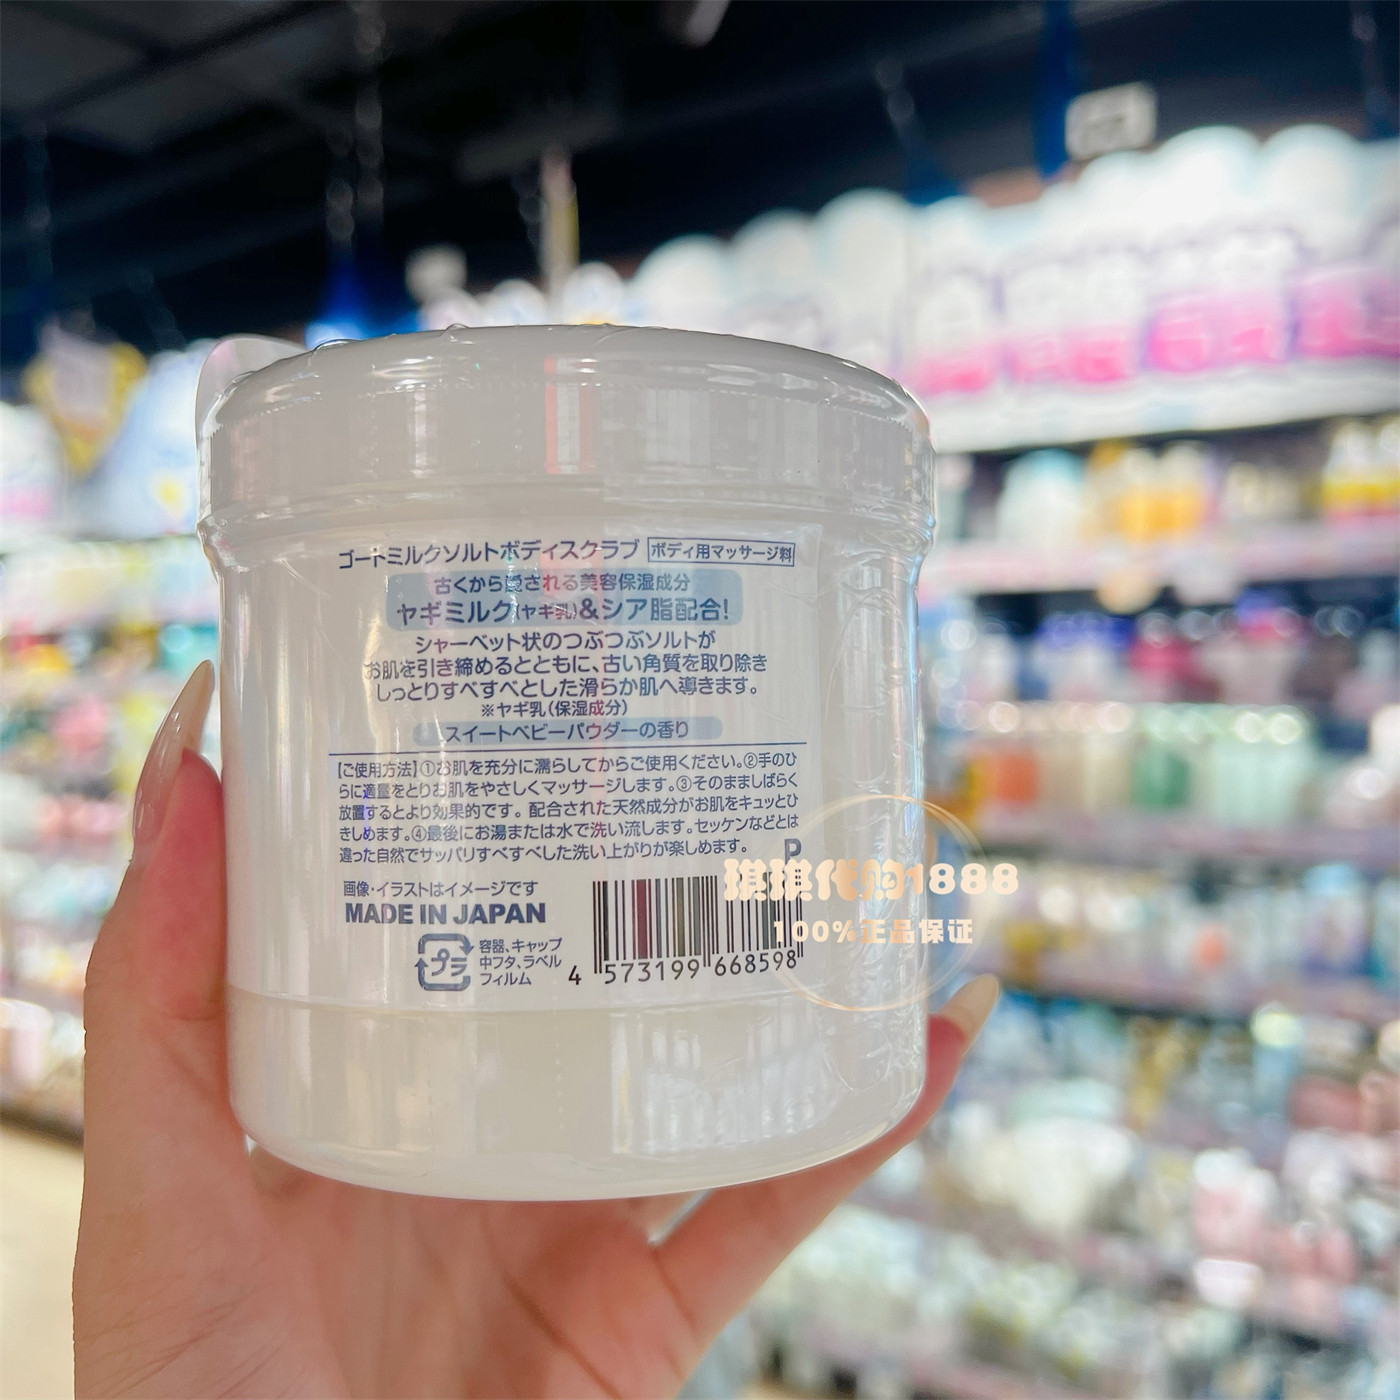 ゴートミルクソルトボディスクラブ ボディ用マッサージ料
古くから愛される美容保湿成分
ヤギミルク(ヤギ乳)&シア脂配合!
シャーベット状のつぶつぶソルトが
お肌を引き締めるとともに、古い角質を取り除き
しっとりすべすべとした滑らか肌へ導きます。
※ヤギ乳(保湿成分)
スイートベビーパウダーの香り
【ご使用方法】①お肌を充分に濡らしてからご使用ください。②手のひ
らに適量をとりお肌をやさしくマッサージします。③そのまましばらく
放置するとより効果的です。配合された天然成分がお肌をキュッとひ
きしめます。④最後にお湯または水で洗い流します。セッケンなどとは
違った自然でサッパリすべすべした洗い上がりが楽しめます。
P
画像・イラストはイメージです
MADE IN JAPAN
プラ
容器、キャップ
中フタ、ラベル
フィルム
4 573199 668598
琪琪代购1888
100%正品保证